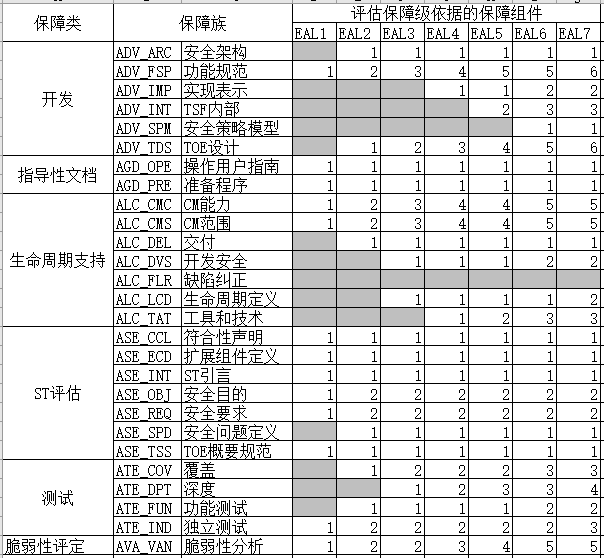 保障类 保障族 评估保障级依据的保障组件
EAL1 EAL2 EAL3 EAL4 EAL5 EAL6 EAL7
开发 ADV_ARC 安全架构 1 1 1 1 1 1
ADV_FSP 功能规范 1 2 3 4 5 5 6
ADV_IMP 实现表示 1 1 2 2
ADV_INT TSF内部 2 3 3
ADV_SPM 安全策略模型 1 1
ADV_TDS TOE设计 1 2 3 4 5 6
指导性文档 AGD_OPE 操作用户指南 1 1 1 1 1 1 1
AGD_PRE 准备程序 1 1 1 1 1 1 1
生命周期支持 ALC_CMC CM能力 1 2 3 4 4 5 5
ALC_CMS CM范围 1 2 3 4 4 5 5
ALC_DEL 交付 1 1 1 1 1 1
ALC_DVS 开发安全 1 1 1 2 2
ALC_FLR 缺陷纠正
ALC_LCD 生命周期定义 1 1 1 1 2
ALC_TAT 工具和技术 1 2 3 3
ST评估 ASE_CCL 符合性声明 1 1 1 1 1 1 1
ASE_ECD 扩展组件定义 1 1 1 1 1 1 1
ASE_INT ST引言 1 1 1 1 1 1 1
ASE_OBJ 安全目的 1 2 2 2 2 2 2
ASE_REQ 安全要求 1 2 2 2 2 2 2
ASE_SPD 安全问题定义 1 1 1 1 1 1
ASE_TSS TOE概要规范 1 1 1 1 1 1 1
测试 ATE_COV 覆盖 1 2 2 2 3 3
ATE_DPT 深度 1 2 3 3 4
ATE_FUN 功能测试 1 1 1 1 2 2
ATE_IND 独立测试 1 2 2 2 2 2 3
脆弱性评定 AVA_VAN 脆弱性分析 1 2 2 3 4 5 5